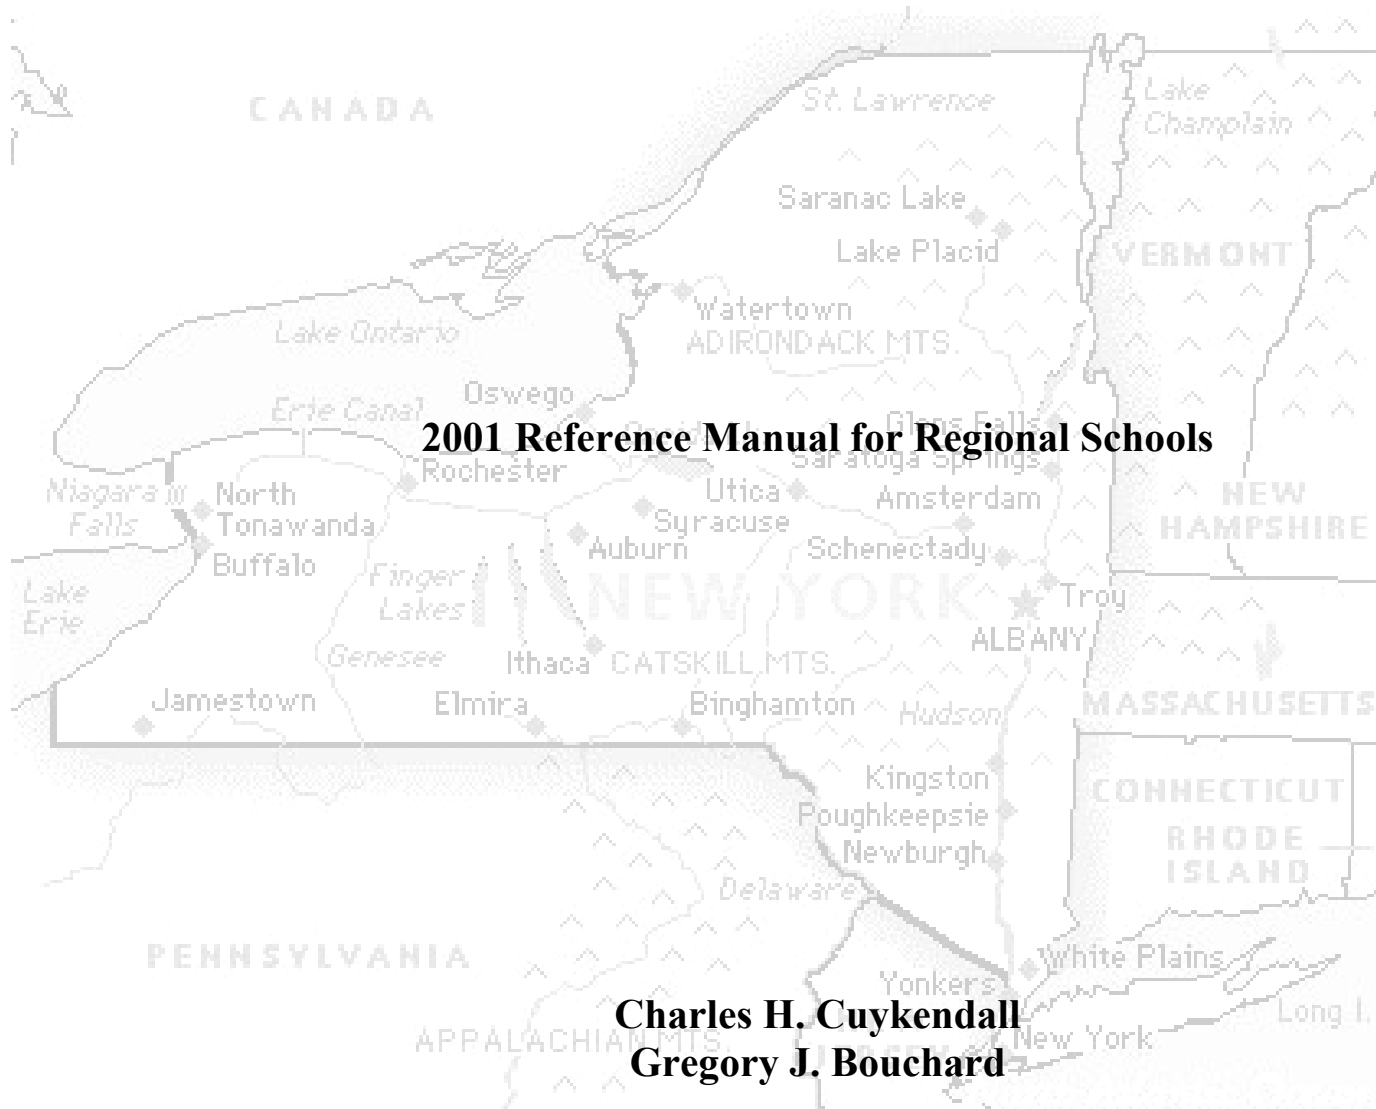 CANADA
St. Lawrence
Lake
Champlain
Saranac Lake
Lake Placid
VERMONT
Watertown
Lake Ontario
ADIRONDACK MTS.
Oswego
Erie Canal
Glens Falls
2001 Reference Manual for Regional Schools
Saratoga Springs
Rochester
Niagara
Falls
North
Tonawanda
Utica
Amsterdam
NEW
HAMPSHIRE
Syracuse
Auburn
Schenectady
Buffalo
Finger
Lakes
NEW YORK
Troy
Lake
Erie
ALBANY
Genesee
Ithaca
CATSKILL MTS.
Jamestown
Elmira
Binghamton
Hudson
MASSACHUSETTS
Kingston
CONNECTICUT
Poughkeepsie
RHODE
ISLAND
Newburgh
Delaware
PENNSYLVANIA
White Plains
Yonkers
Charles H. Cuykendall
Long I.
APPALACHIAN MTS.
New York
Gregory J. Bouchard